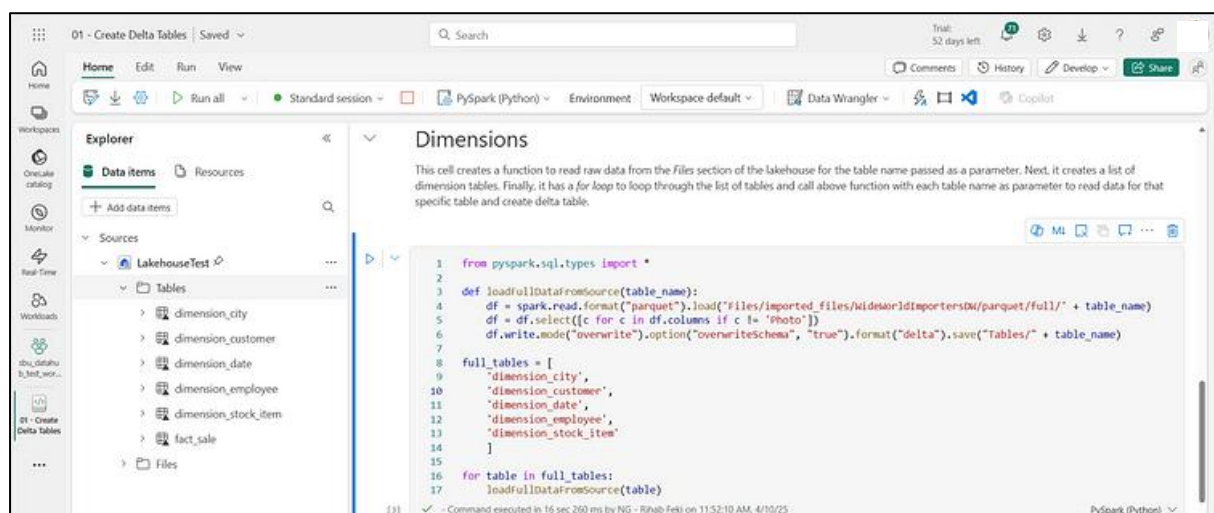 01 - Create Delta Tables | Saved
Search
Trial:
52 days left
Home Edit Run View
Comments History Develop Share
Run all Standard session PySpark (Python) Environment Workspace default Data Wrangler Copilot
Home
Workspaces
OneLake
catalog
Monitor
Real-Time
Workloads
sbu_datahu
b_test_wor...
01 - Create
Delta Tables
Explorer
Data items Resources
Add data items
Sources
LakehouseTest
Tables
dimension_city
dimension_customer
dimension_date
dimension_employee
dimension_stock_item
fact_sale
Files
Dimensions
This cell creates a function to read raw data from the Files section of the lakehouse for the table name passed as a parameter. Next, it creates a list of
dimension tables. Finally, it has a for loop to loop through the list of tables and call above function with each table name as parameter to read data for that
specific table and create delta table.
M↓
1 from pyspark.sql.types import *
2
3 def loadFullDataFromSource(table_name):
4     df = spark.read.format("parquet").load("Files/imported_files/WideWorldImportersDW/parquet/full/" + table_name)
5     df = df.select([c for c in df.columns if c != 'Photo'])
6     df.write.mode("overwrite").option("overwriteSchema", "true").format("delta").save("Tables/" + table_name)
7
8 full_tables = [
9     'dimension_city',
10     'dimension_customer',
11     'dimension_date',
12     'dimension_employee',
13     'dimension_stock_item'
14     ]
15
16 for table in full_tables:
17     loadFullDataFromSource(table)
[3] - Command executed in 16 sec 260 ms by NG - Rihab Feki on 11:52:10 AM, 4/10/25 PySpark (Python)